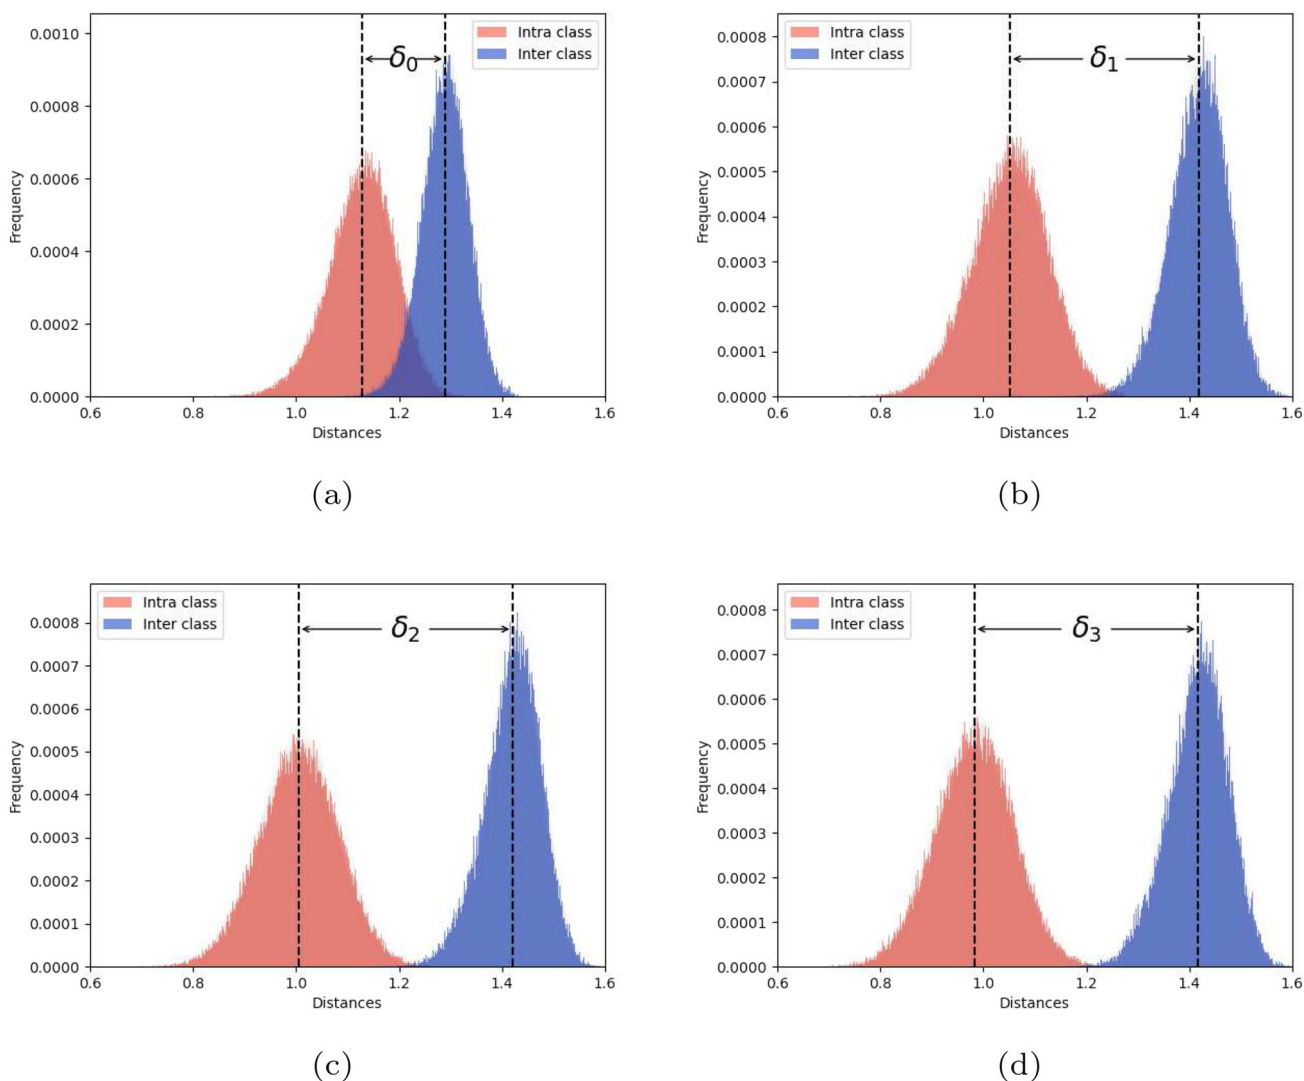 0.0010
0.0008
0.0006
0.0004
0.0002
0.0000
Frequency
Intra class
Inter class
δ0
0.6 0.8 1.0 1.2 1.4 1.6
Distances
(a)
0.0008
0.0007
0.0006
0.0005
0.0004
0.0003
0.0002
0.0001
0.0000
Frequency
Intra class
Inter class
δ1
0.6 0.8 1.0 1.2 1.4 1.6
Distances
(b)
0.0008
0.0007
0.0006
0.0005
0.0004
0.0003
0.0002
0.0001
0.0000
Frequency
Intra class
Inter class
δ2
0.6 0.8 1.0 1.2 1.4 1.6
Distances
(c)
0.0008
0.0007
0.0006
0.0005
0.0004
0.0003
0.0002
0.0001
0.0000
Frequency
Intra class
Inter class
δ3
0.6 0.8 1.0 1.2 1.4 1.6
Distances
(d)